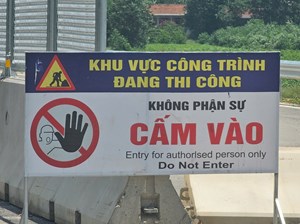 KHU VỰC CÔNG TRÌNH
ĐANG THI CÔNG
KHÔNG PHẬN SỰ
CẤM VÀO
Entry for authorised person only
Do Not Enter